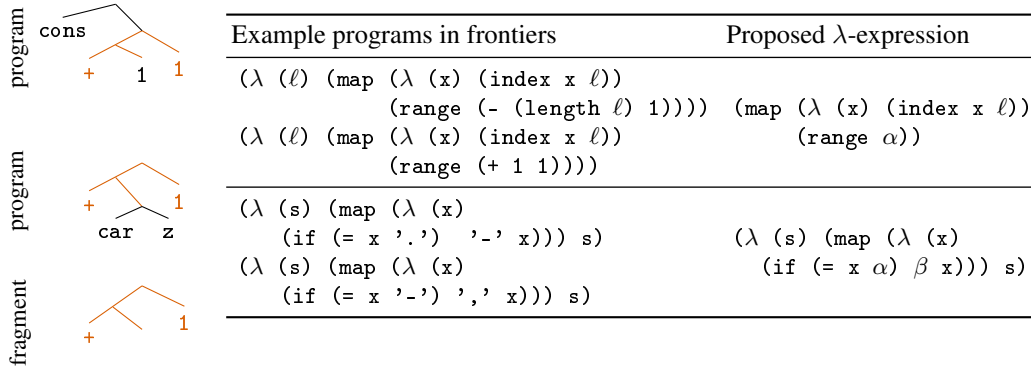 program
cons
+ 1 1
program
+ 1
car z
fragment
+ 1
Example programs in frontiers Proposed λ-expression
(λ (ℓ) (map (λ (x) (index x ℓ))
(range (- (length ℓ) 1)))) (map (λ (x) (index x ℓ))
(λ (ℓ) (map (λ (x) (index x ℓ)) (range α))
(range (+ 1 1))))
(λ (s) (map (λ (x)
(if (= x '.') '-' x))) s) (λ (s) (map (λ (x)
(λ (s) (map (λ (x) (if (= x α) β x))) s)
(if (= x '-') ',' x))) s)